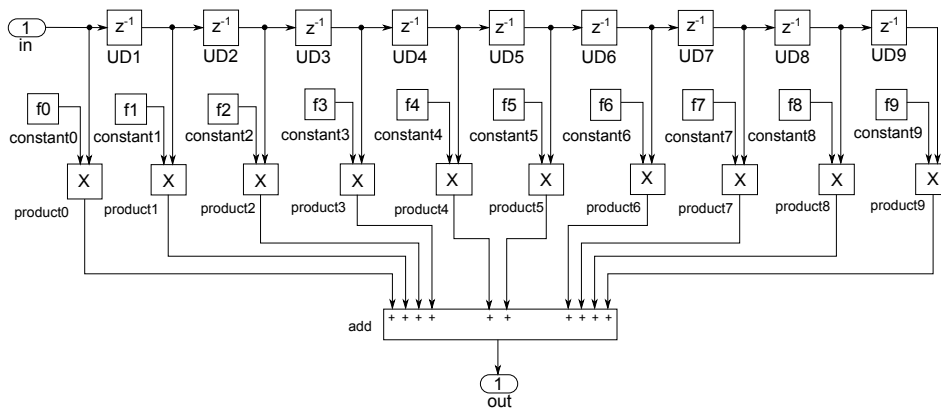 1 z-1 z-1 z-1 z-1 z-1 z-1 z-1 z-1 z-1
in UD1 UD2 UD3 UD4 UD5 UD6 UD7 UD8 UD9
f0 f1 f2 f3 f4 f5 f6 f7 f8 f9
constant0 constant1 constant2 constant3 constant4 constant5 constant6 constant7 constant8 constant9
X X X X X X X X X X
product0 product1 product2 product3 product4 product5 product6 product7 product8 product9
+ + + + + + + + + +
add
1
out